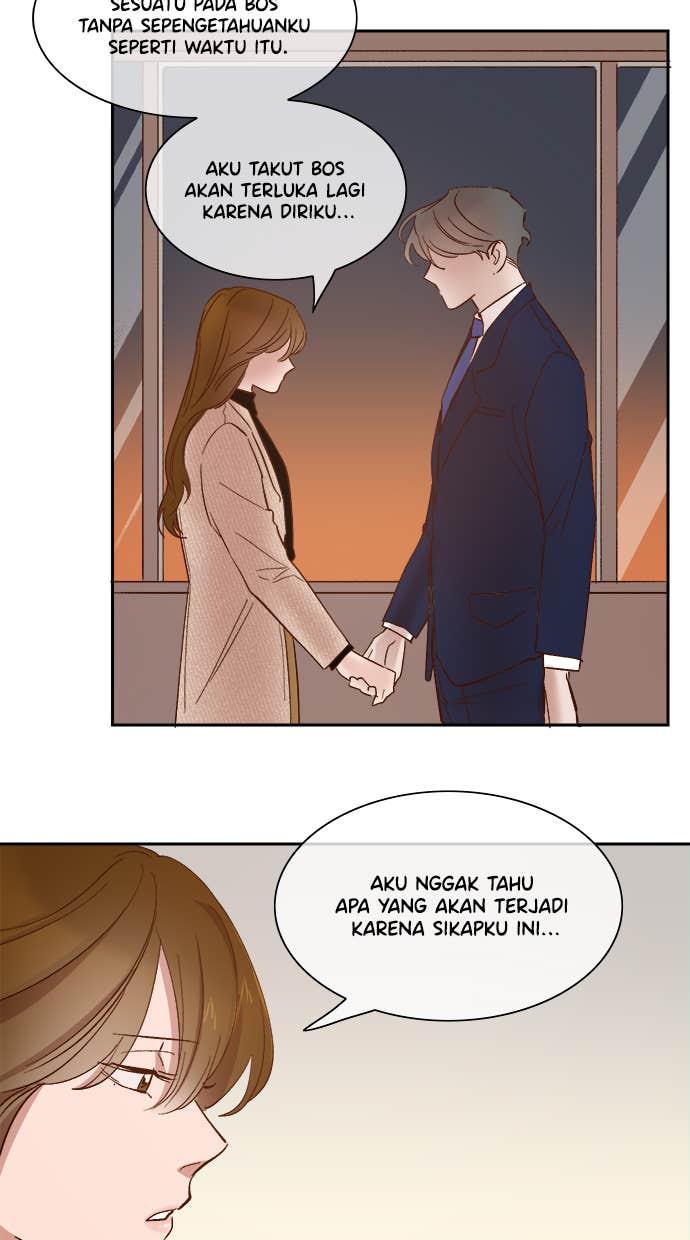 SESUATU PADA BOS
TANPA SEPENGETAHUANKU
SEPERTI WAKTU ITU.
AKU TAKUT BOS
AKAN TERLUKA LAGI
KARENA DIRIKU...
AKU NGGAK TAHU
APA YANG AKAN TERJADI
KARENA SIKAPKU INI...